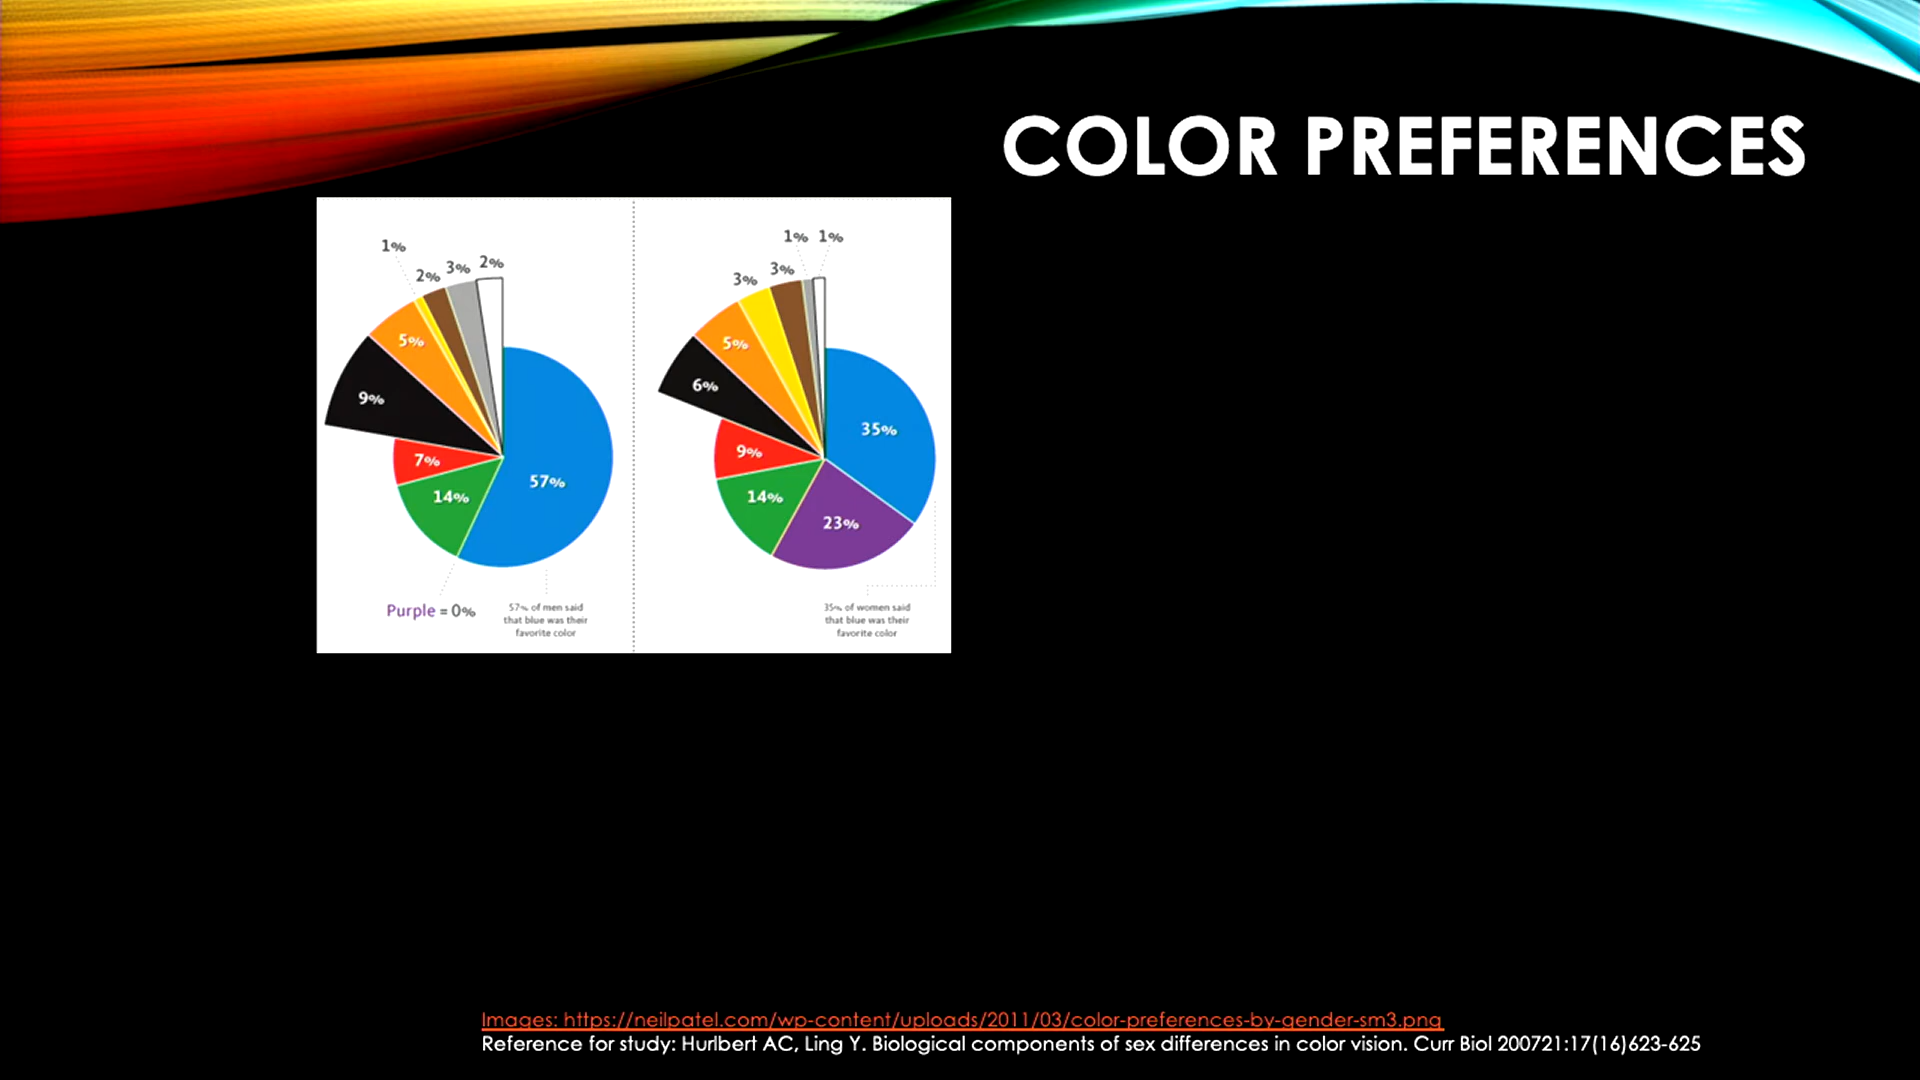 COLOR PREFERENCES
1%
2%
3%
2%
5%
9%
7%
14%
57%
Purple = 0%
57% of men said
that blue was their
favorite color
1%
1%
3%
3%
5%
6%
9%
14%
35%
23%
35% of women said
that blue was their
favorite color
Images: https://neilpatel.com/wp-content/uploads/2011/03/color-preferences-by-gender-sm3.png
Reference for study: Hurlbert AC, Ling Y. Biological components of sex differences in color vision. Curr Biol 200721:17(16)623-625